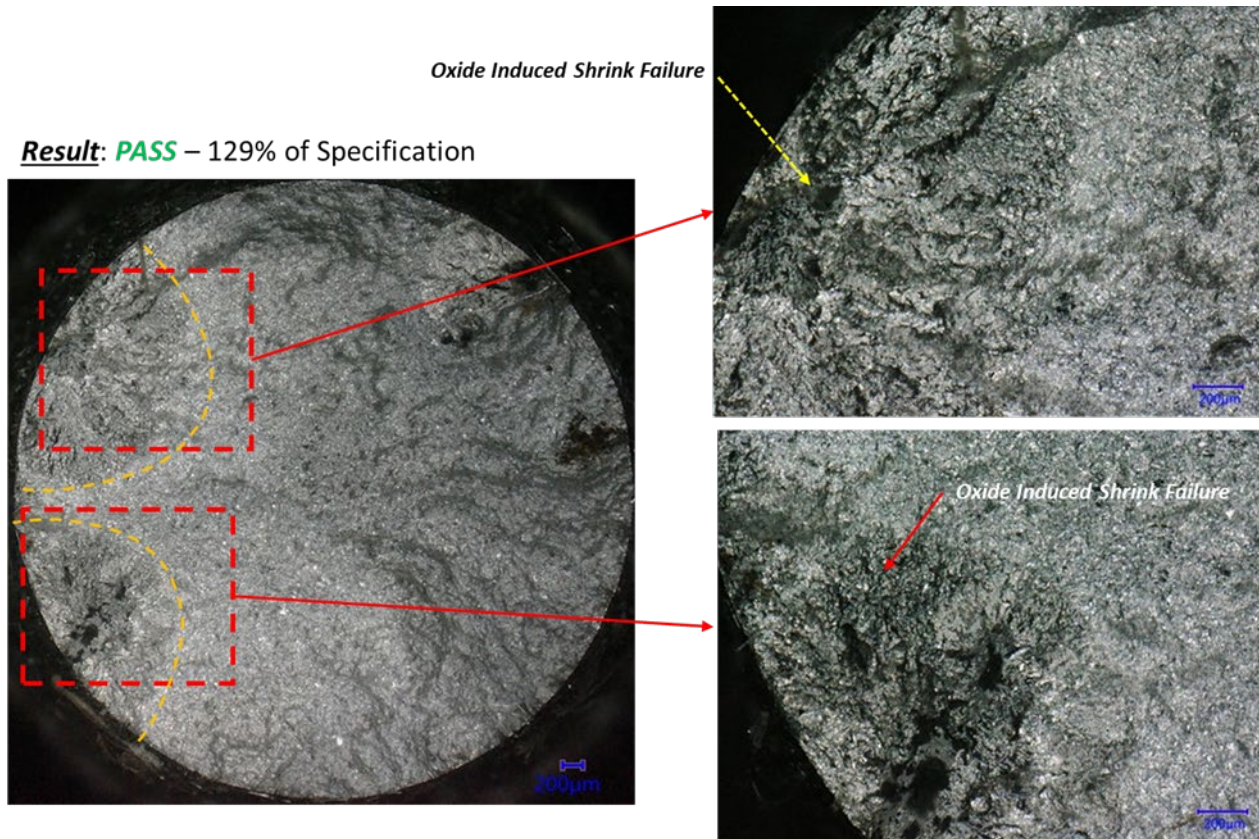 Oxide Induced Shrink Failure
Result: PASS – 129% of Specification
200µm
200µm
Oxide Induced Shrink Failure
200µm